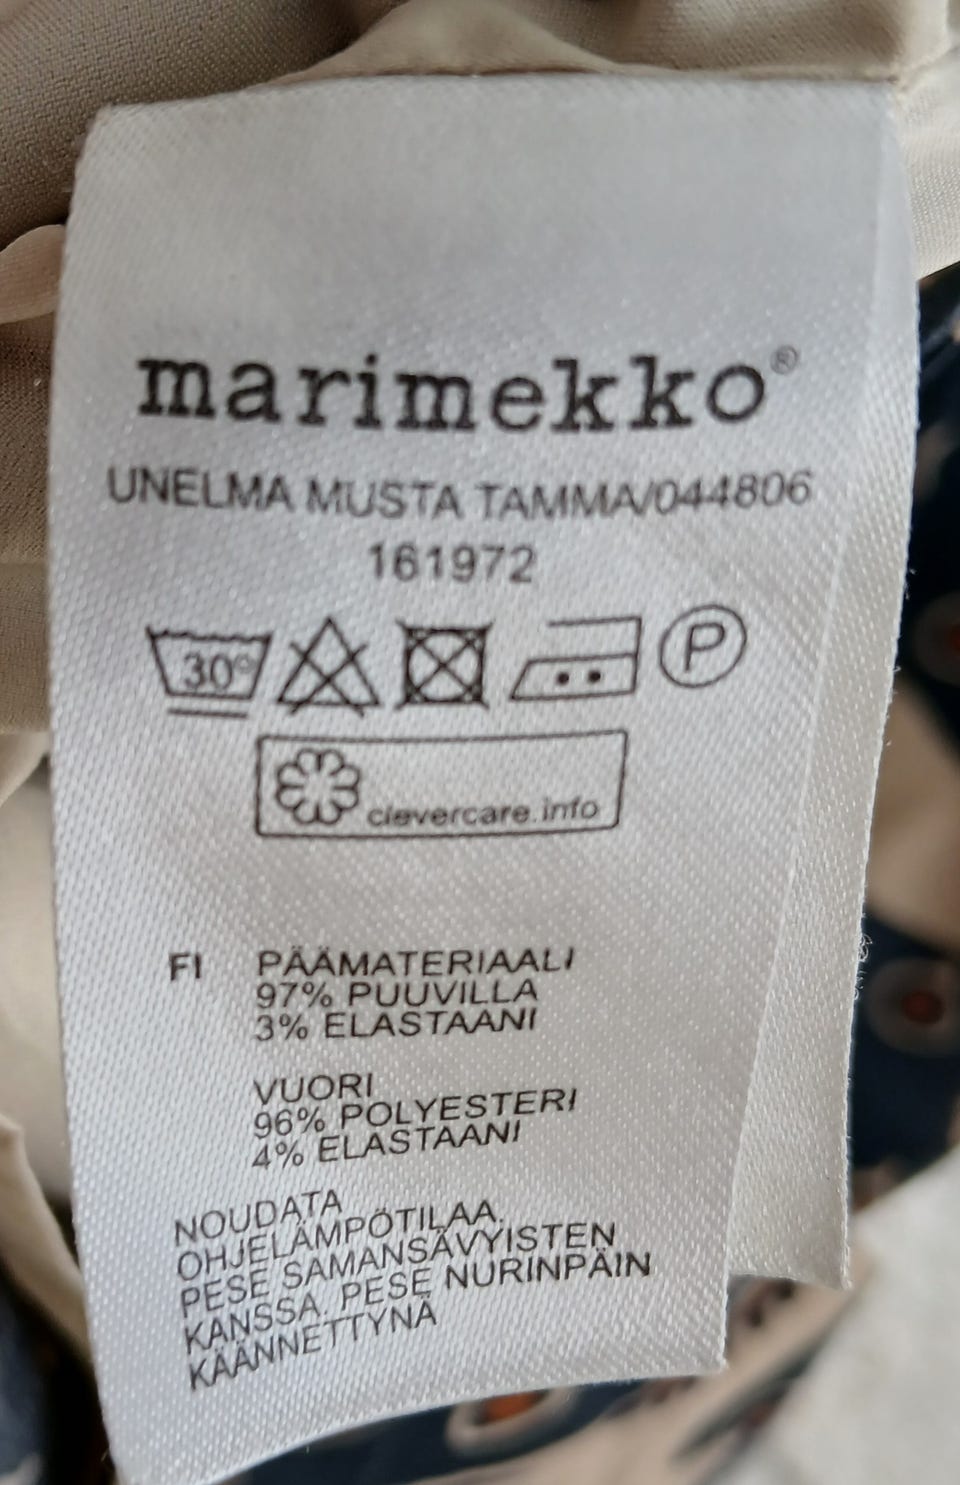 marimekko®
UNELMA MUSTA TAMMA/044806
161972
30°
P
clevercare.info
FI PÄÄMATERIAALI
97% PUUVILLA
3% ELASTAANI
VUORI
96% POLYESTERI
4% ELASTAANI
NOUDATA
OHJELÄMPÖTILAA.
PESE SAMANSÄVYISTEN
KANSSA. PESE NURINPÄIN
KÄÄNNETTYNÄ